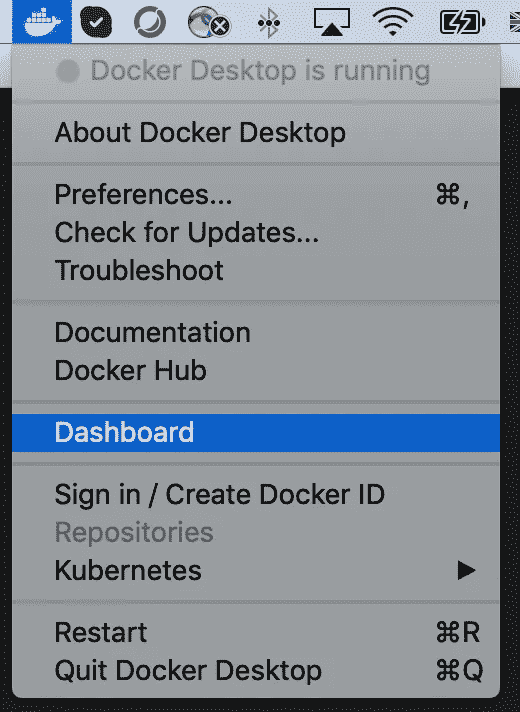 Docker Desktop is running
About Docker Desktop
Preferences... ⌘,
Check for Updates...
Troubleshoot
Documentation
Docker Hub
Dashboard
Sign in / Create Docker ID
Repositories
Kubernetes ▶
Restart ⌘R
Quit Docker Desktop ⌘Q